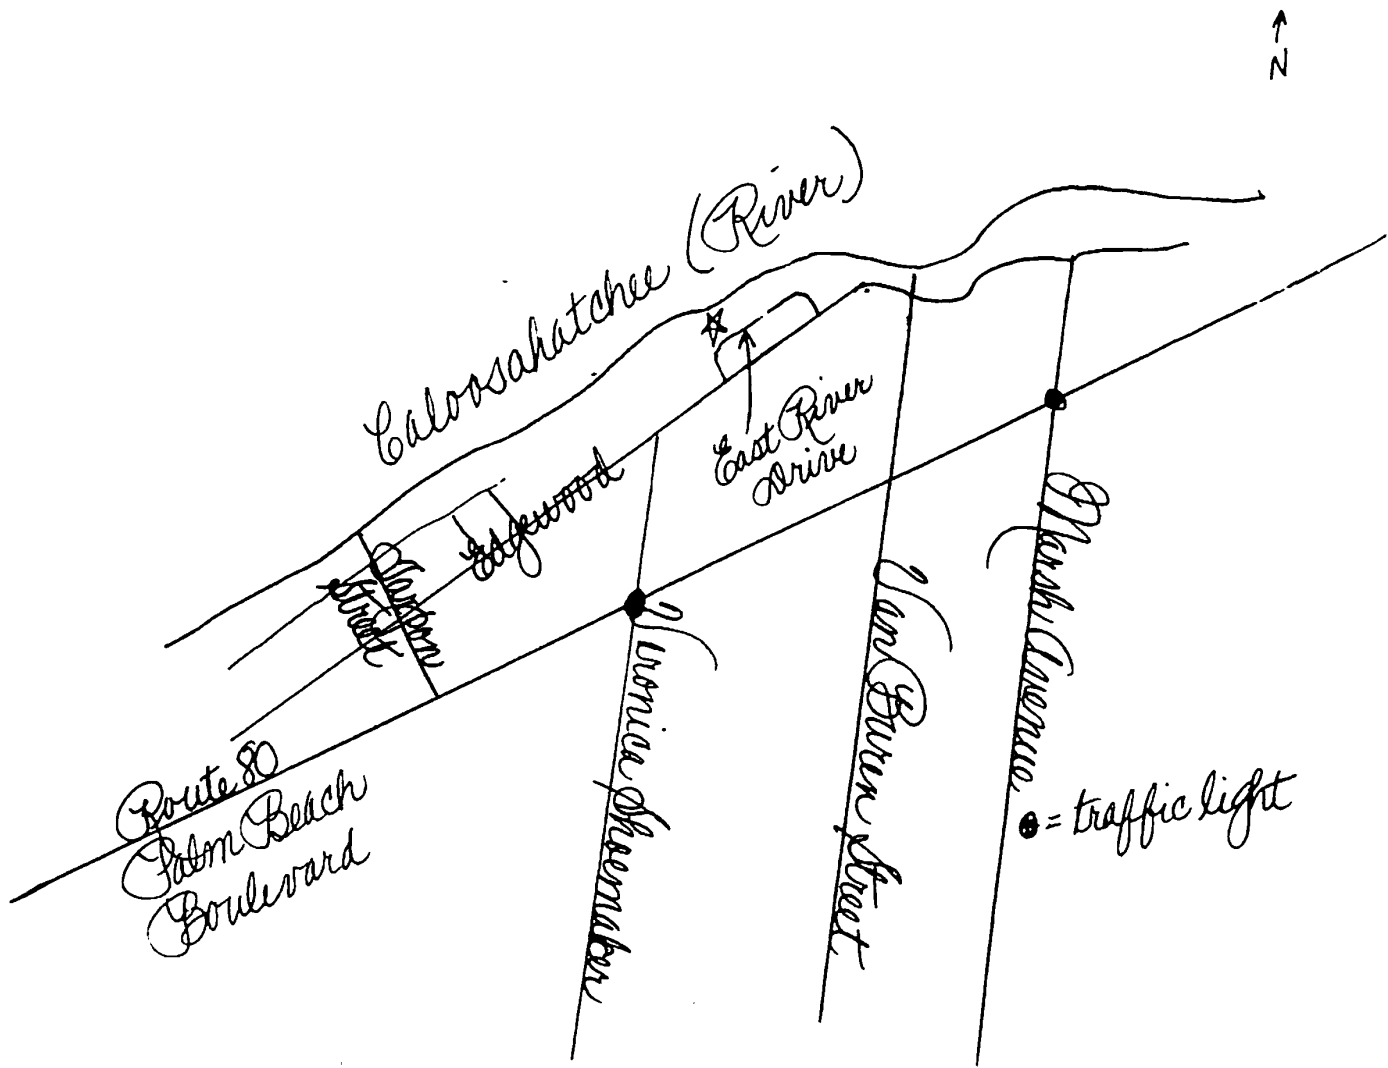 N
Caloosahatchee (River)
East River
Drive
Edgewood
Street
Route 80
Palm Beach
Boulevard
Veronica Shoemaker
Van Buren Street
Marsh Avenue
= traffic light